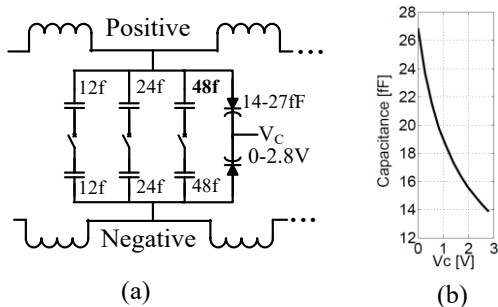 Positive
12f 24f 48f
14-27fF
V_C
0-2.8V
12f 24f 48f
Negative
(a)
28
26
24
22
20
18
16
14
12
Capacitance [fF]
0 1 2 3
Vc [V]
(b)